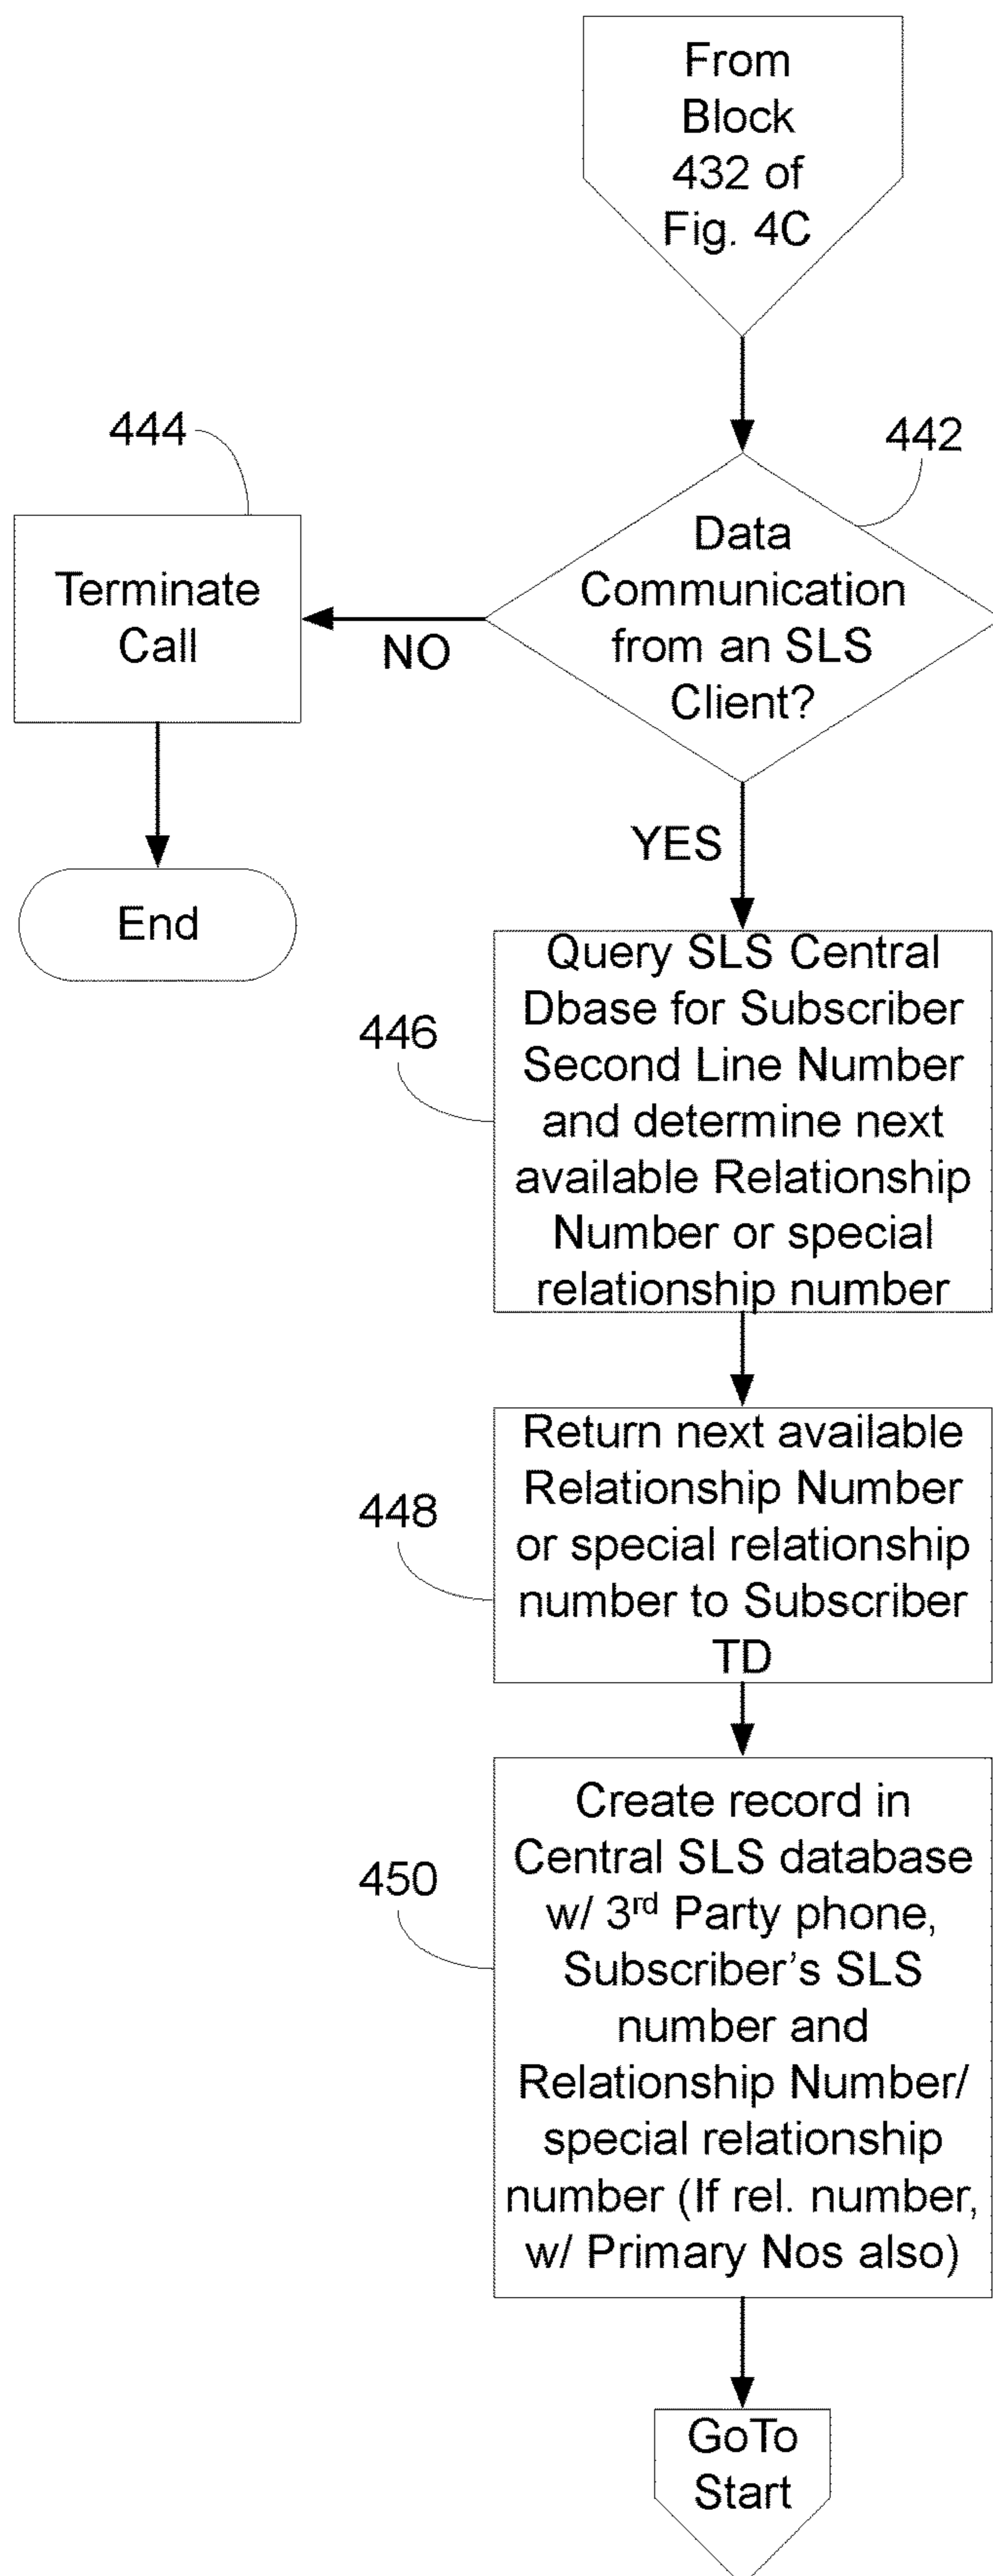 From
Block
432 of
Fig. 4C
444
442
Data
Communication
from an SLS
Client?
Terminate
Call
NO
YES
End
Query SLS Central
Dbase for Subscriber
Second Line Number
and determine next
available Relationship
Number or special
relationship number
446
Return next available
Relationship Number
or special relationship
number to Subscriber
TD
448
Create record in
Central SLS database
w/ 3rd Party phone,
Subscriber’s SLS
number and
Relationship Number/
special relationship
number (If rel. number,
w/ Primary Nos also)
450
GoTo
Start